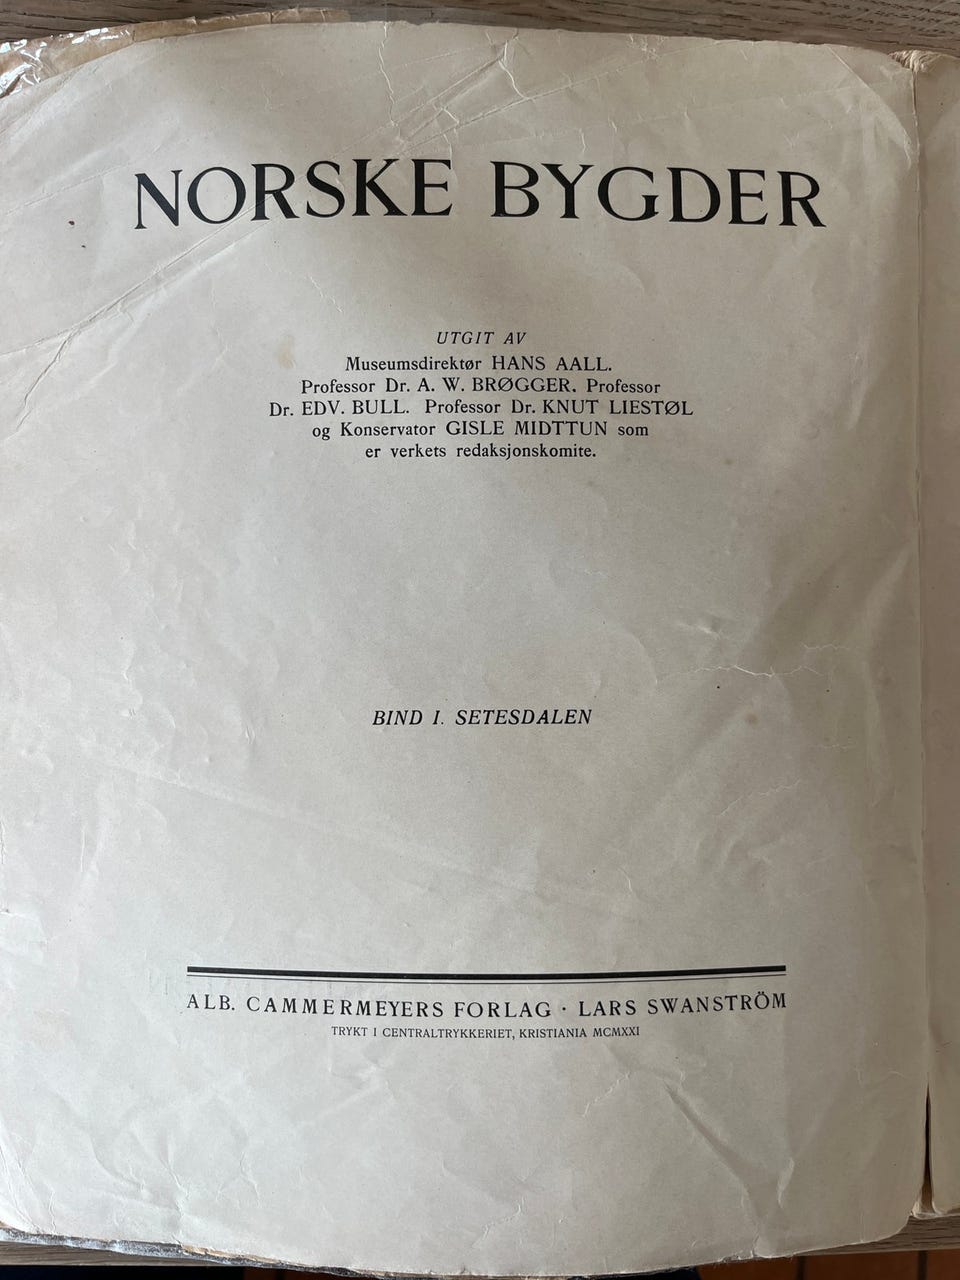 NORSKE BYGDER
UTGIT AV
Museumsdirektør HANS AALL.
Professor Dr. A. W. BRØGGER. Professor
Dr. EDV. BULL. Professor Dr. KNUT LIESTØL
og Konservator GISLE MIDTTUN som
er verkets redaksjonskomite.
BIND I. SETESDALEN
ALB. CAMMERMEYERS FORLAG · LARS SWANSTRÖM
TRYKT I CENTRALTRYKKERIET, KRISTIANIA MCMXXI